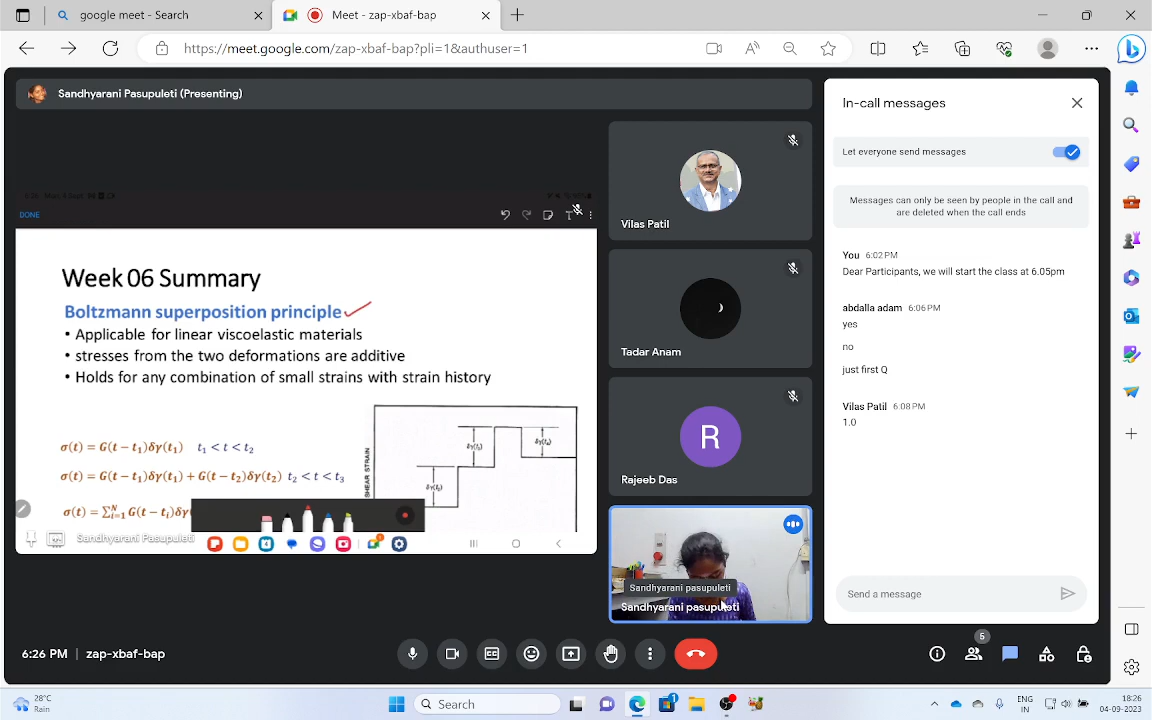 google meet - Search
Meet - zap-xbaf-bap
https://meet.google.com/zap-xbaf-bap?pli=1&authuser=1
Sandhyarani Pasupuleti (Presenting)
DONE
Week 06 Summary
Boltzmann superposition principle
• Applicable for linear viscoelastic materials
• stresses from the two deformations are additive
• Holds for any combination of small strains with strain history
σ(t) = G(t − t₁)δγ(t₁) t₁ < t < t₂
σ(t) = G(t − t₁)δγ(t₁) + G(t − t₂)δγ(t₂) t₂ < t < t₃
σ(t) = ∑ᵢ₌₁ᴺ G(t − tᵢ)δγ
SHEAR STRAIN
Sandhyarani Pasupuleti
Vilas Patil
Tadar Anam
R
Rajeeb Das
Sandhyarani pasupuleti
Sandhyarani pasupuleti
In-call messages
Let everyone send messages
Messages can only be seen by people in the call and
are deleted when the call ends
You 6:02 PM
Dear Participants, we will start the class at 6.05pm
abdalla adam 6:06 PM
yes
no
just first Q
Vilas Patil 6:08 PM
1.0
Send a message
6:26 PM | zap-xbaf-bap
5
28°C
Rain
Search
1
ENG
IN
18:26
04-09-2023